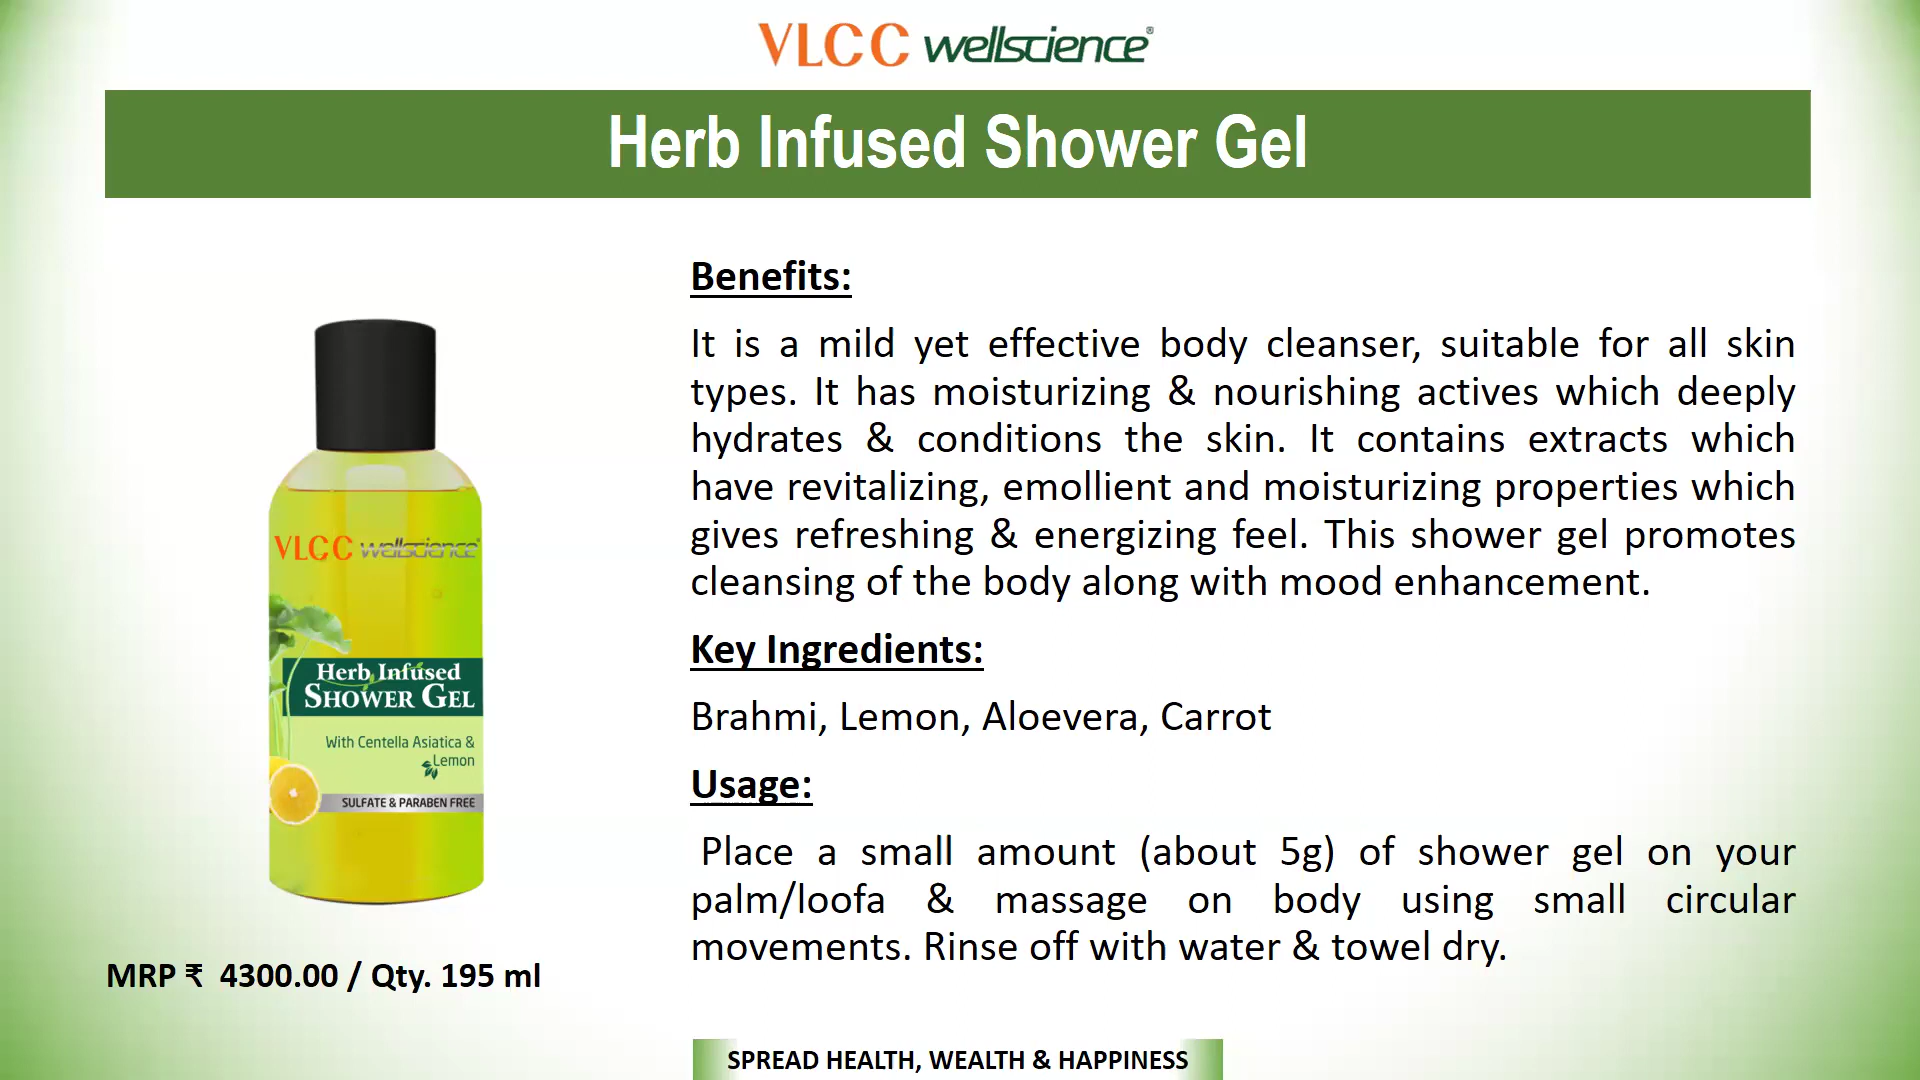 VLCC wellscience®
Herb Infused Shower Gel
Benefits:
It is a mild yet effective body cleanser, suitable for all skin
types. It has moisturizing & nourishing actives which deeply
hydrates & conditions the skin. It contains extracts which
have revitalizing, emollient and moisturizing properties which
gives refreshing & energizing feel. This shower gel promotes
cleansing of the body along with mood enhancement.
Key Ingredients:
Brahmi, Lemon, Aloevera, Carrot
Usage:
Place a small amount (about 5g) of shower gel on your
palm/loofa & massage on body using small circular
movements. Rinse off with water & towel dry.
VLCC wellscience®
Herb Infused
SHOWER GEL
With Centella Asiatica &
Lemon
SULFATE & PARABEN FREE
MRP ₹ 4300.00 / Qty. 195 ml
SPREAD HEALTH, WEALTH & HAPPINESS